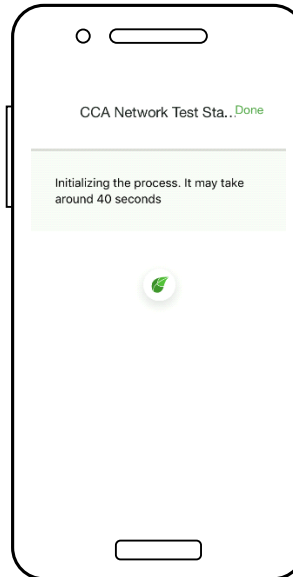 CCA Network Test Sta... Done
Initializing the process. It may take
around 40 seconds